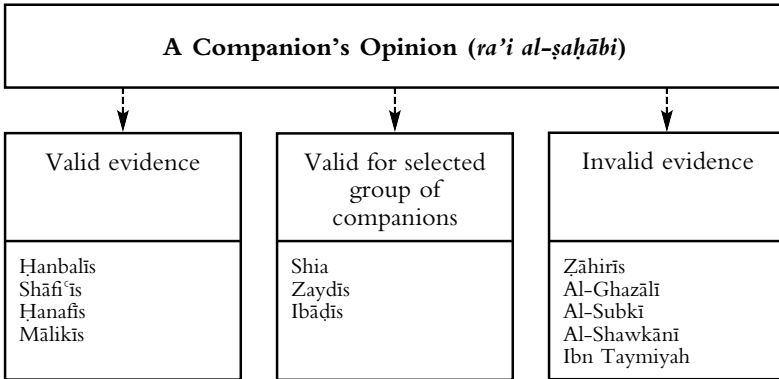 A Companion’s Opinion (ra’i al-ṣaḥābi)
Valid evidence
Ḥanbalīs
Shāfiʿīs
Ḥanafīs
Mālikīs
Valid for selected
group of
companions
Shia
Zaydīs
Ibāḍīs
Invalid evidence
Ẓāhirīs
Al-Ghazālī
Al-Subkī
Al-Shawkānī
Ibn Taymiyah